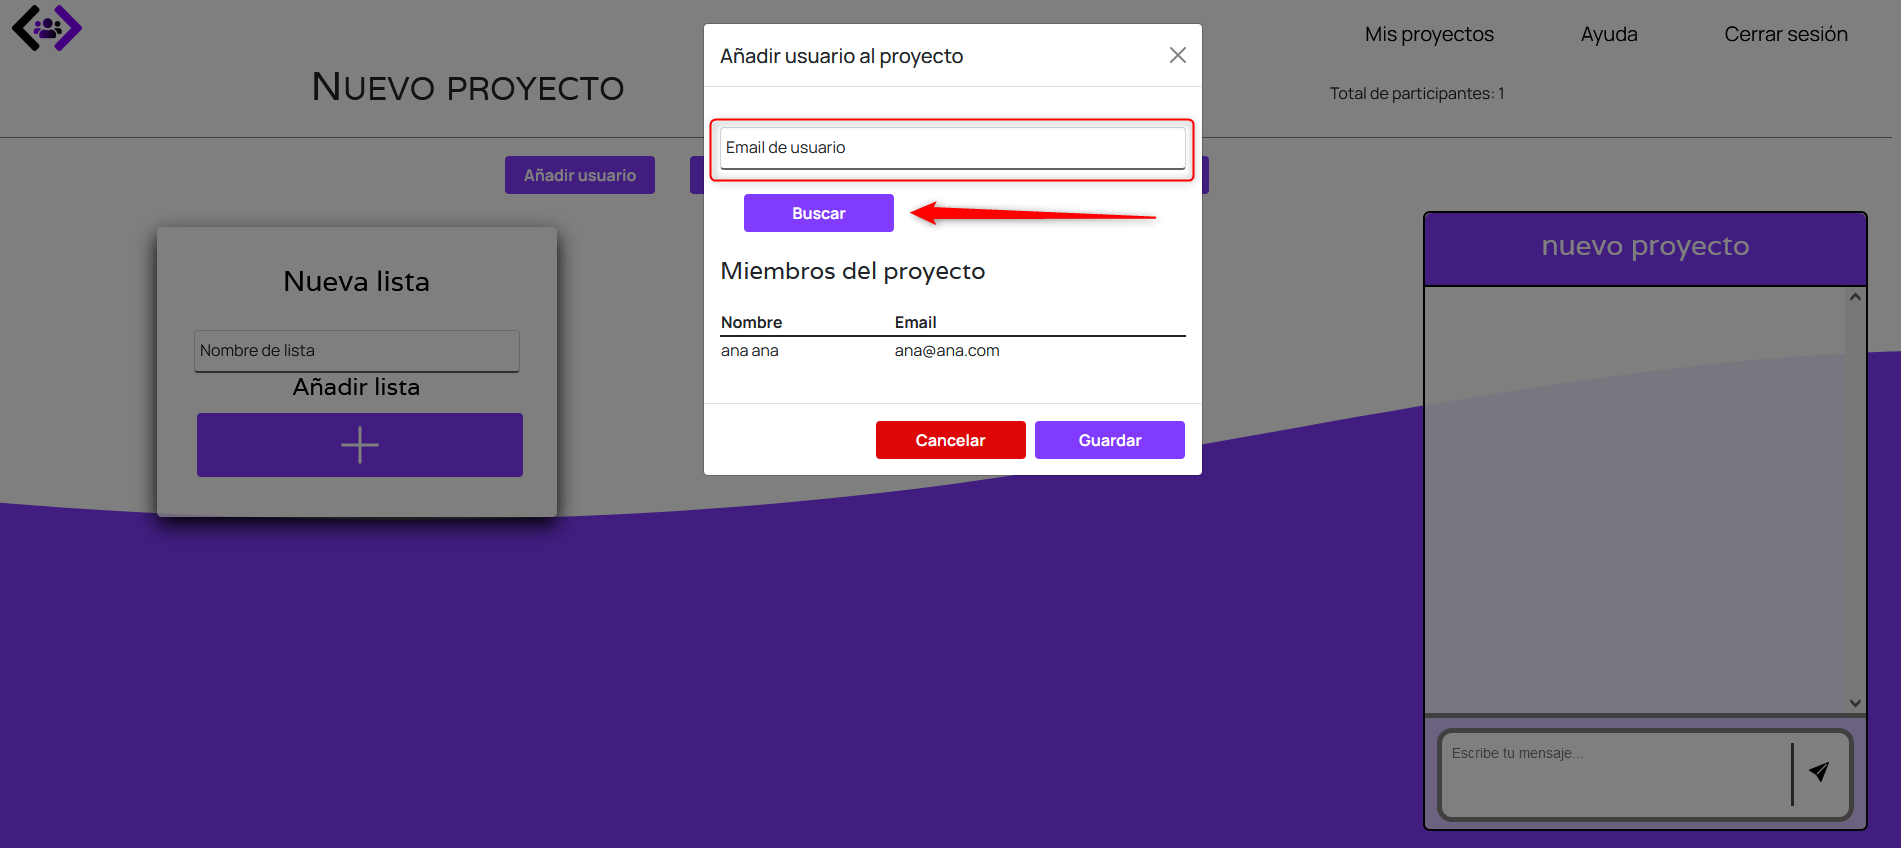 Mis proyectos Ayuda Cerrar sesión
NUEVO PROYECTO
Total de participantes: 1
Añadir usuario
Nueva lista
Nombre de lista
Añadir lista
Añadir usuario al proyecto
Email de usuario
Buscar
Miembros del proyecto
Nombre Email
ana ana ana@ana.com
Cancelar Guardar
nuevo proyecto
Escribe tu mensaje...